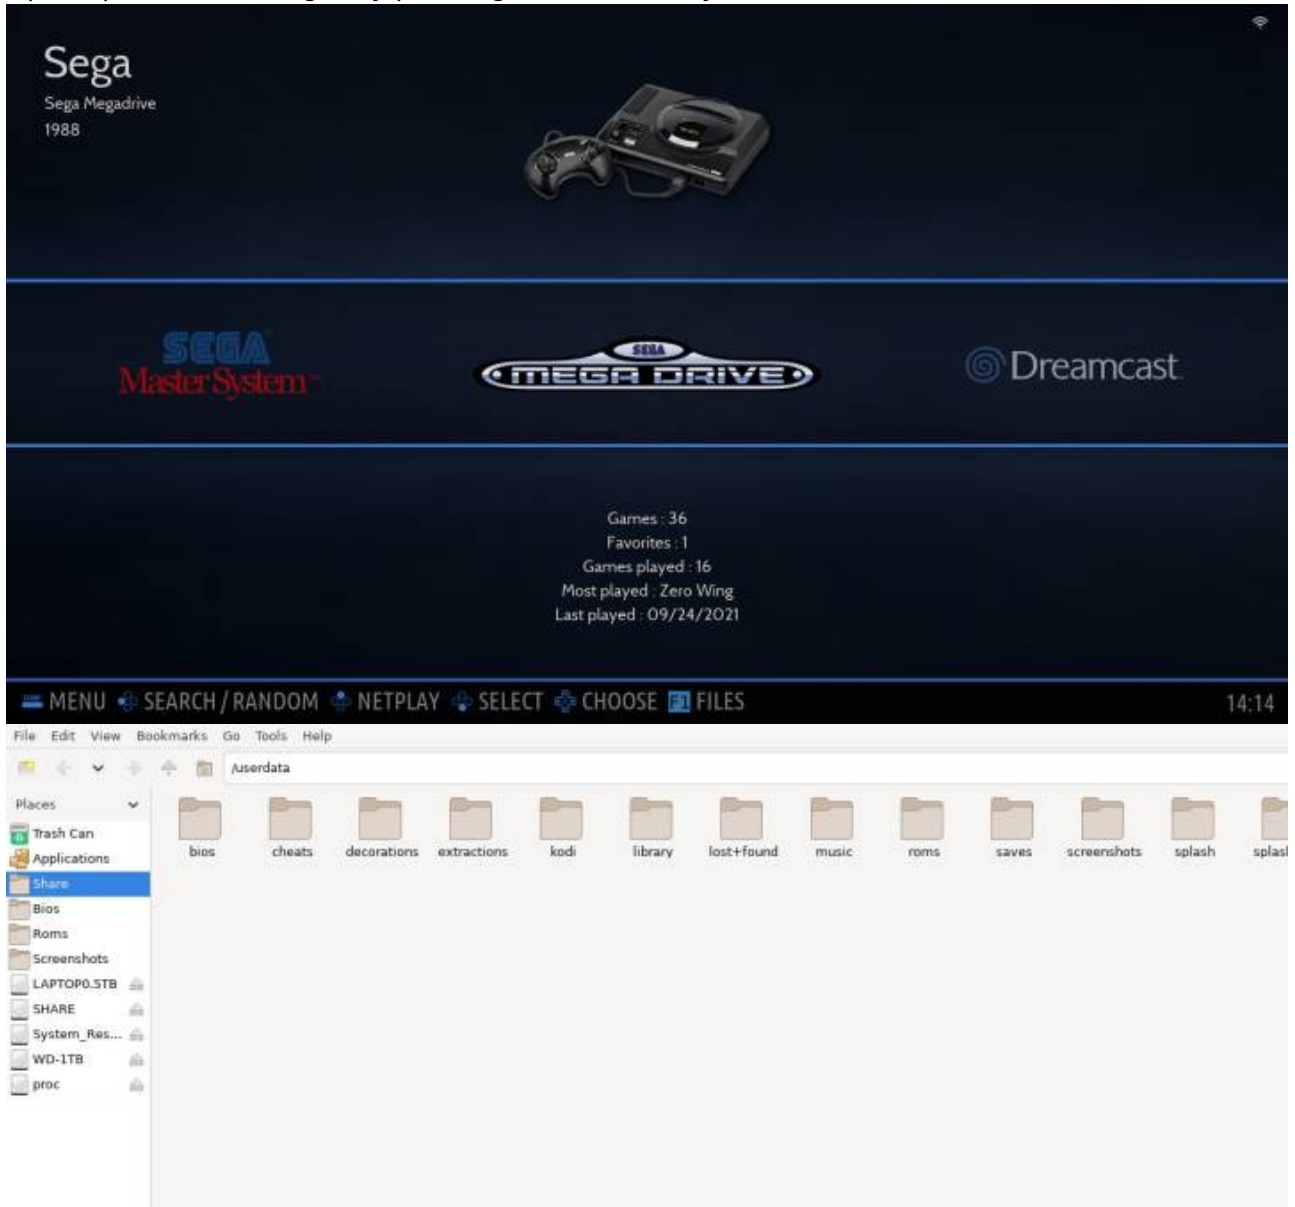 Sega
Sega Megadrive
1988
SEGA
Master System
SEGA
MEGA DRIVE
Dreamcast
Games : 36
Favorites : 1
Games played : 16
Most played : Zero Wing
Last played : 09/24/2021
MENU SEARCH / RANDOM NETPLAY SELECT CHOOSE F1 FILES 14:14
File Edit View Bookmarks Go Tools Help
/userdata
Places
Trash Can
Applications
Share
Bios
Roms
Screenshots
LAPTOP0.5TB
SHARE
System_Res...
WD-1TB
proc
bios cheats decorations extractions kodi library lost+found music roms saves screenshots splash splash